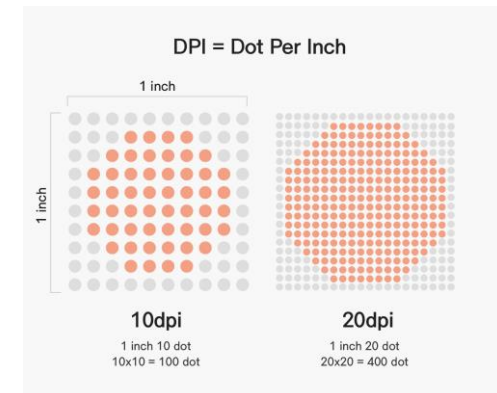 DPI = Dot Per Inch
1 inch
1 inch
10dpi
1 inch 10 dot
10x10 = 100 dot
20dpi
1 inch 20 dot
20x20 = 400 dot